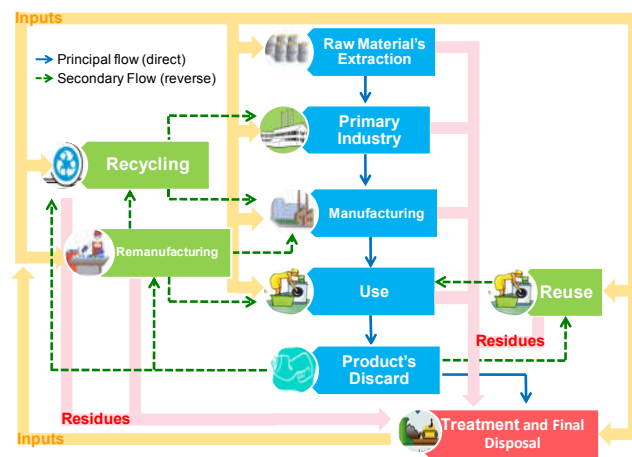 Inputs
Principal flow (direct)
Secondary Flow (reverse)
Raw Material's
Extraction
Primary
Industry
Recycling
Manufacturing
Remanufacturing
Use
Reuse
Residues
Product's
Discard
Residues
Treatment and Final
Disposal
Inputs